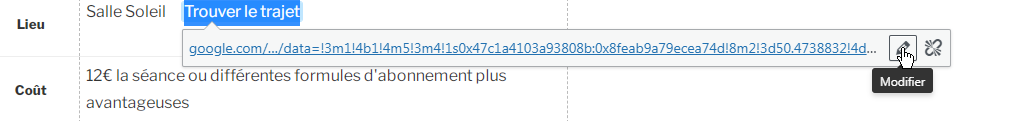 Lieu
Salle Soleil Trouver le trajet
google.com/.../data=!3m1!4b1!4m5!3m4!1s0x47c1a4103a93808b:0x8feab9a79ecea74d!8m2!3d50.4738832!4d...
Modifier
Coût
12€ la séance ou différentes formules d'abonnement plus
avantageuses